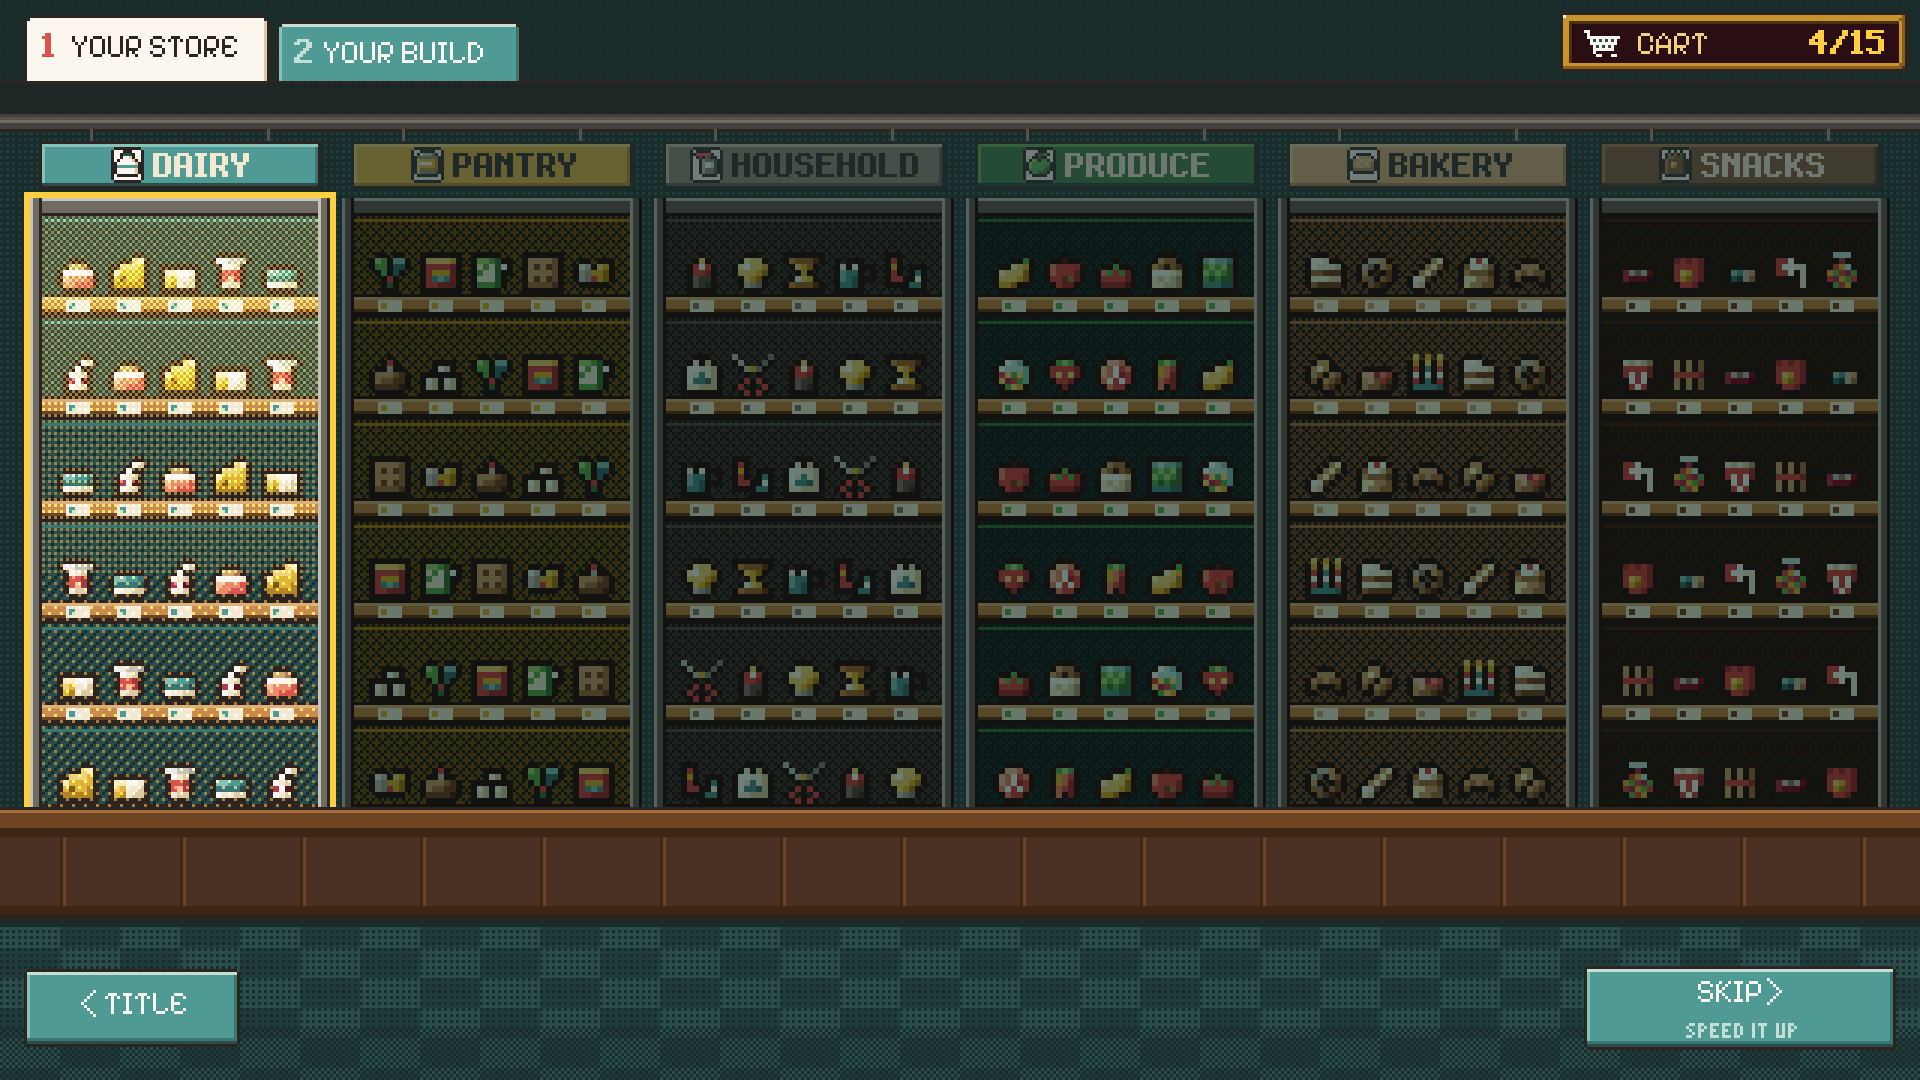 1 YOUR STORE
2 YOUR BUILD
CART 4/15
DAIRY
PANTRY
HOUSEHOLD
PRODUCE
BAKERY
SNACKS
< TITLE
SKIP >
SPEED IT UP